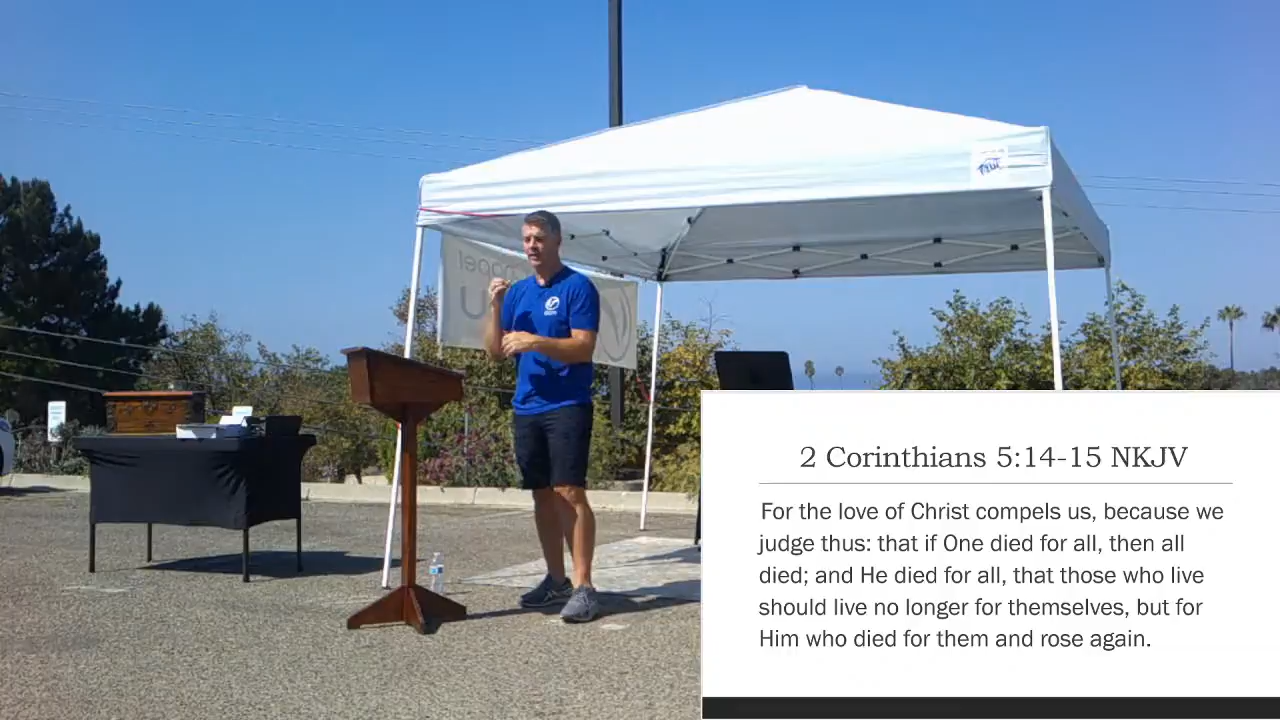 2 Corinthians 5:14-15 NKJV
For the love of Christ compels us, because we
judge thus: that if One died for all, then all
died; and He died for all, that those who live
should live no longer for themselves, but for
Him who died for them and rose again.